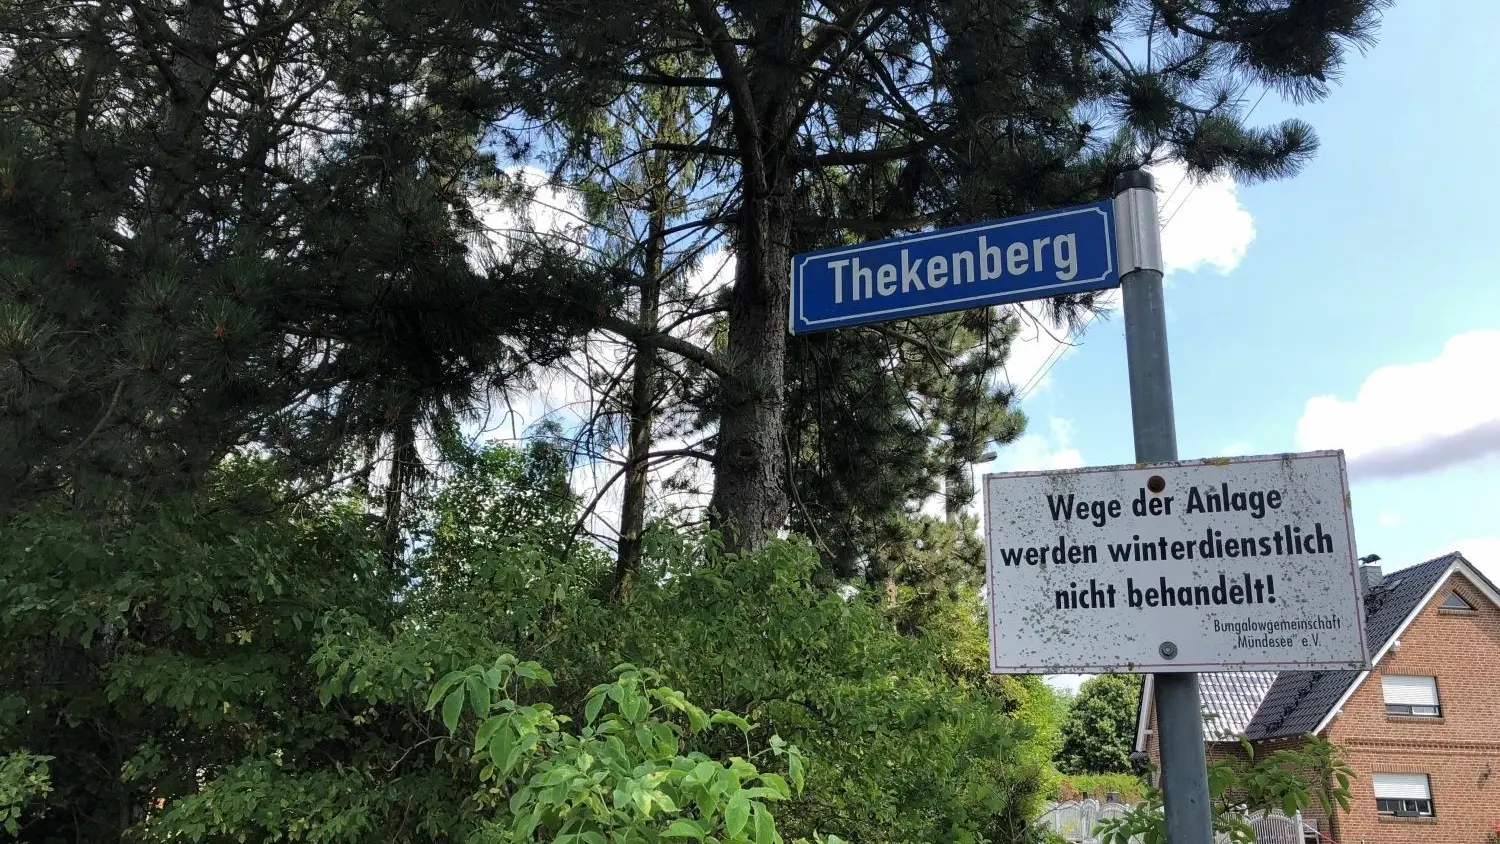 Thekenberg
Wege der Anlage
werden winterdienstlich
nicht behandelt!
Bungalowgemeinschaft
„Mündesee" e.V.